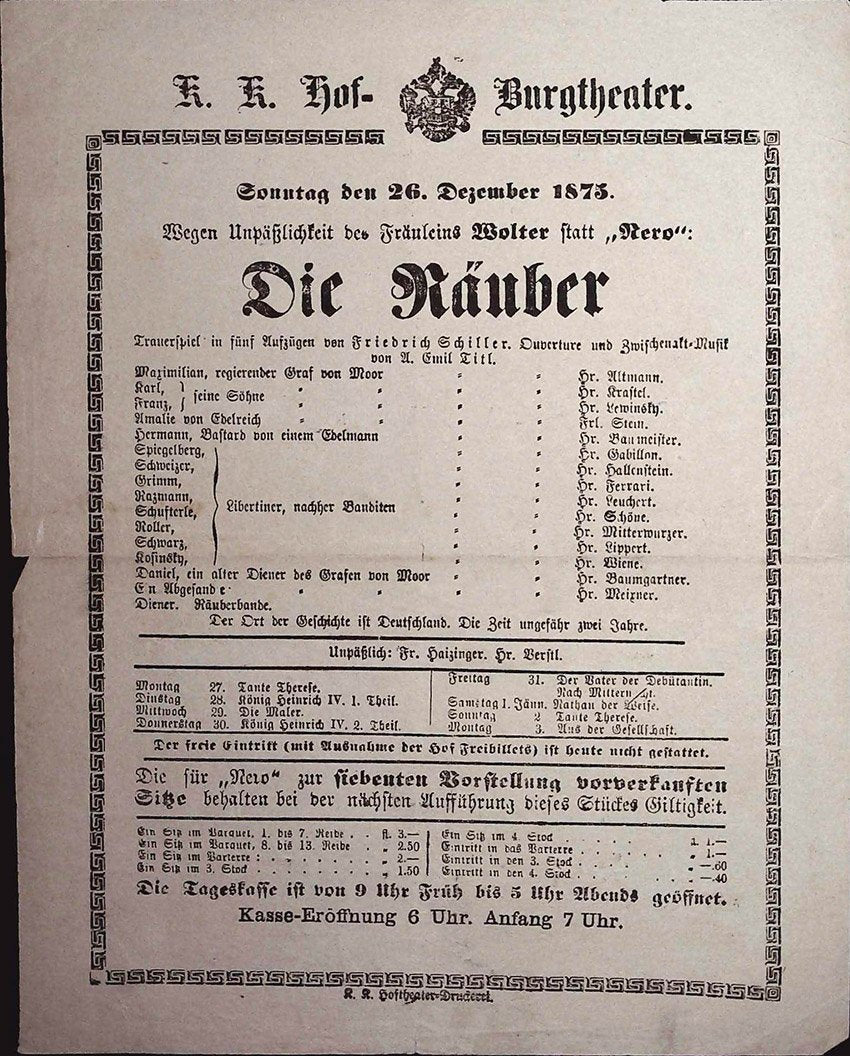 K. K. Hof- Burgtheater.
Sonntag den 26. Dezember 1875.
Wegen Unpäßlichkeit des Fräuleins Wolter statt „Nero“:
Die Räuber
Trauerspiel in fünf Aufzügen von Friedrich Schiller. Ouverture und Zwischenakt-Musik
von A. Emil Titl.
Maximilian, regierender Graf von Moor " " Hr. Altmann.
Karl, } seine Söhne " " " " Hr. Krastel.
Franz, } " " " " Hr. Lewinsky.
Amalie von Edelreich " " " " Frl. Stein.
Hermann, Bastard von einem Edelmann " " Hr. Baumeister.
Spiegelberg, " " Hr. Gabillon.
Schweizer, " " Hr. Hallenstein.
Grimm, " " Hr. Ferrari.
Razmann, " " Hr. Leuchert.
Schufterle, Libertiner, nachher Banditen " " Hr. Schöne.
Roller, " " Hr. Mitterwurzer.
Schwarz, " " Hr. Lippert.
Kosinsky, " " Hr. Wiene.
Daniel, ein alter Diener des Grafen von Moor " " Hr. Baumgartner.
E n Abgesande " " " " Hr. Meixner.
Diener. Räuberbande.
Der Ort der Geschichte ist Deutschland. Die Zeit ungefähr zwei Jahre.
Unpäßlich: Fr. Haizinger. Hr. Verstl.
Montag 27. Tante Therese.
Dinstag 28. König Heinrich IV. 1. Theil.
Mittwoch 29. Die Maler.
Donnerstag 30. König Heinrich IV. 2. Theil.
Freitag 31. Der Vater der Debütantin.
Nach Mitternacht.
Samstag 1. Jänn. Nathan der Weise.
Sonntag 2 Tante Therese.
Montag 3. Aus der Gesellschaft.
Der freie Eintritt (mit Ausnahme der Hof Freibillets) ist heute nicht gestattet.
Die für „Nero“ zur siebenten Vorstellung vorverkauften
Sitze behalten bei der nächsten Aufführung dieses Stückes Giltigkeit.
Ein Sitz im Parquet, 1. bis 7. Reihe . . fl. 3.—
Ein Sitz im Parquet, 8. bis 13. Reihe . . „ 2.50
Ein Sitz im Parterre : . . . . . . . „ 2.—
Ein Sitz im 3. Stock . . . . . . . „ 1.50
Ein Sitz im 4. Stock . . . . . . . fl. 1.—
Eintritt in das Parterre . . . . . . „ 1.—
Eintritt in den 3. Stock . . . . . . „ —.60
Eintritt in den 4. Stock . . . . . . „ —.40
Die Tageskasse ist von 9 Uhr Früh bis 5 Uhr Abends geöffnet.
Kasse-Eröffnung 6 Uhr. Anfang 7 Uhr.
K. K. Hoftheater-Druckerei.